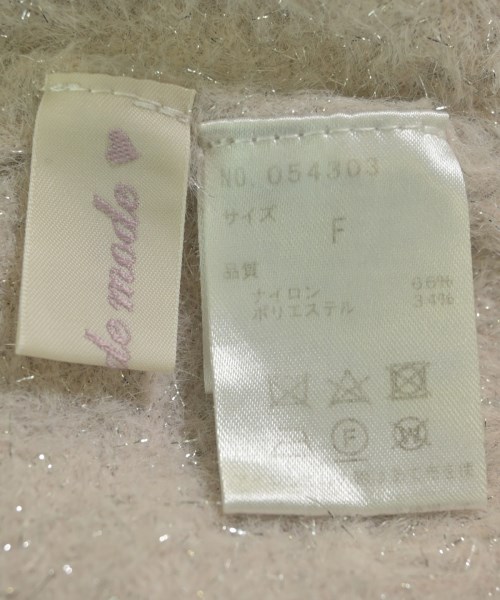 do mode
NO. 054303
サイズ
F
品質
ナイロン 66%
ポリエステル 34%
F
W